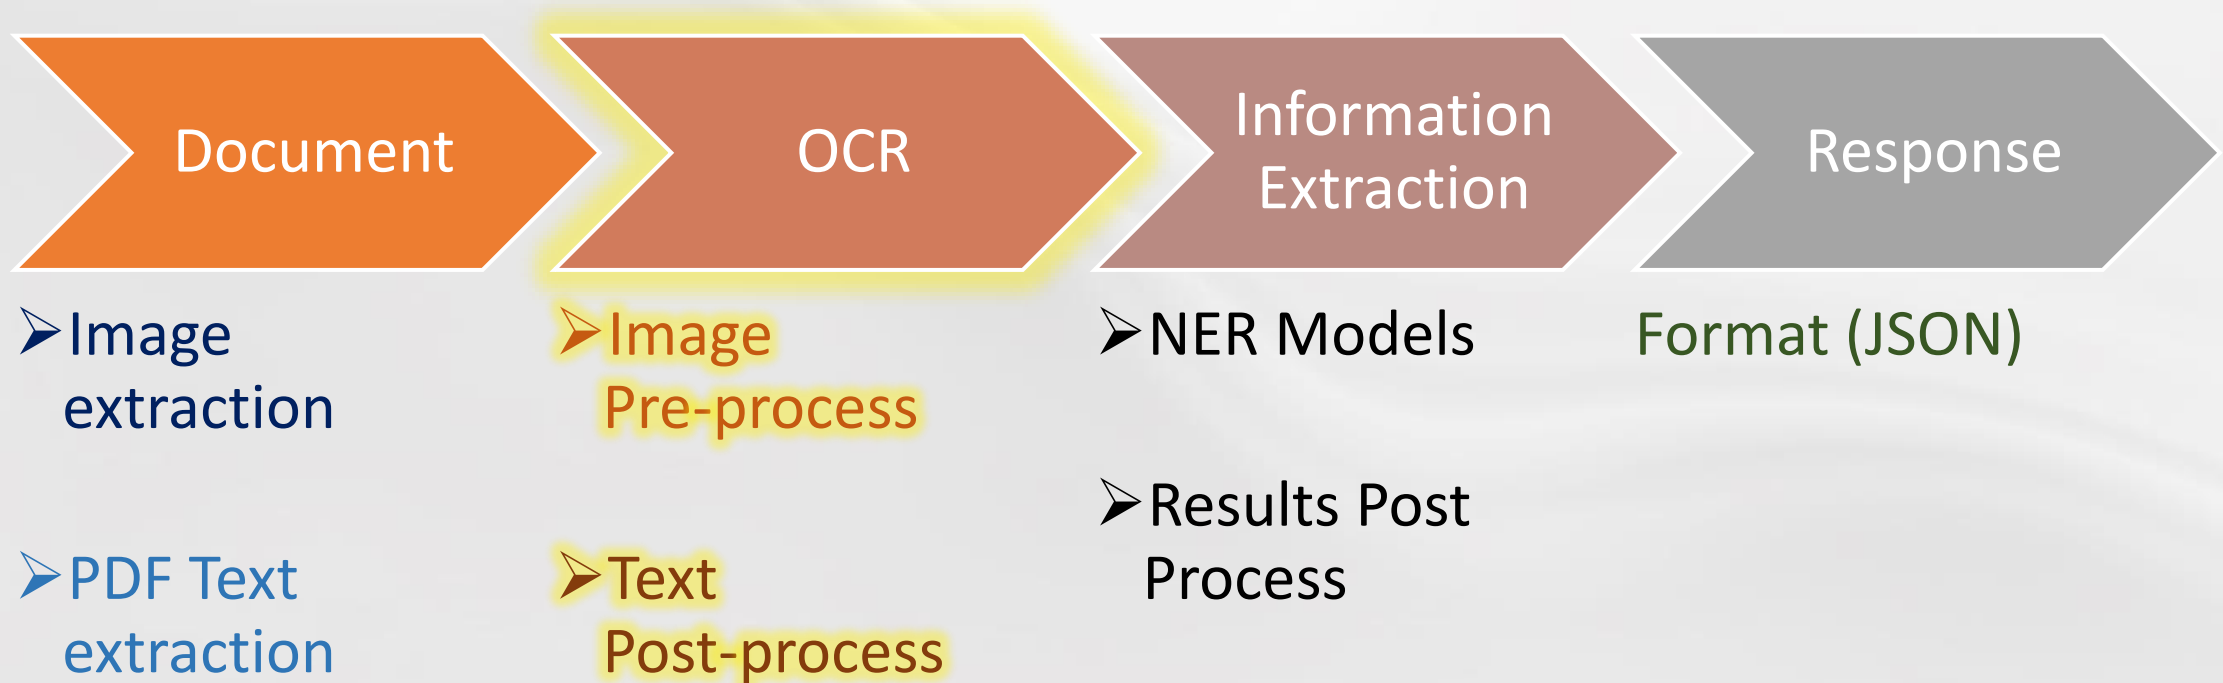 Document
OCR
Information
Extraction
Response
➢Image
extraction
➢PDF Text
extraction
➢Image
Pre-process
➢Text
Post-process
➢NER Models
➢Results Post
Process
Format (JSON)